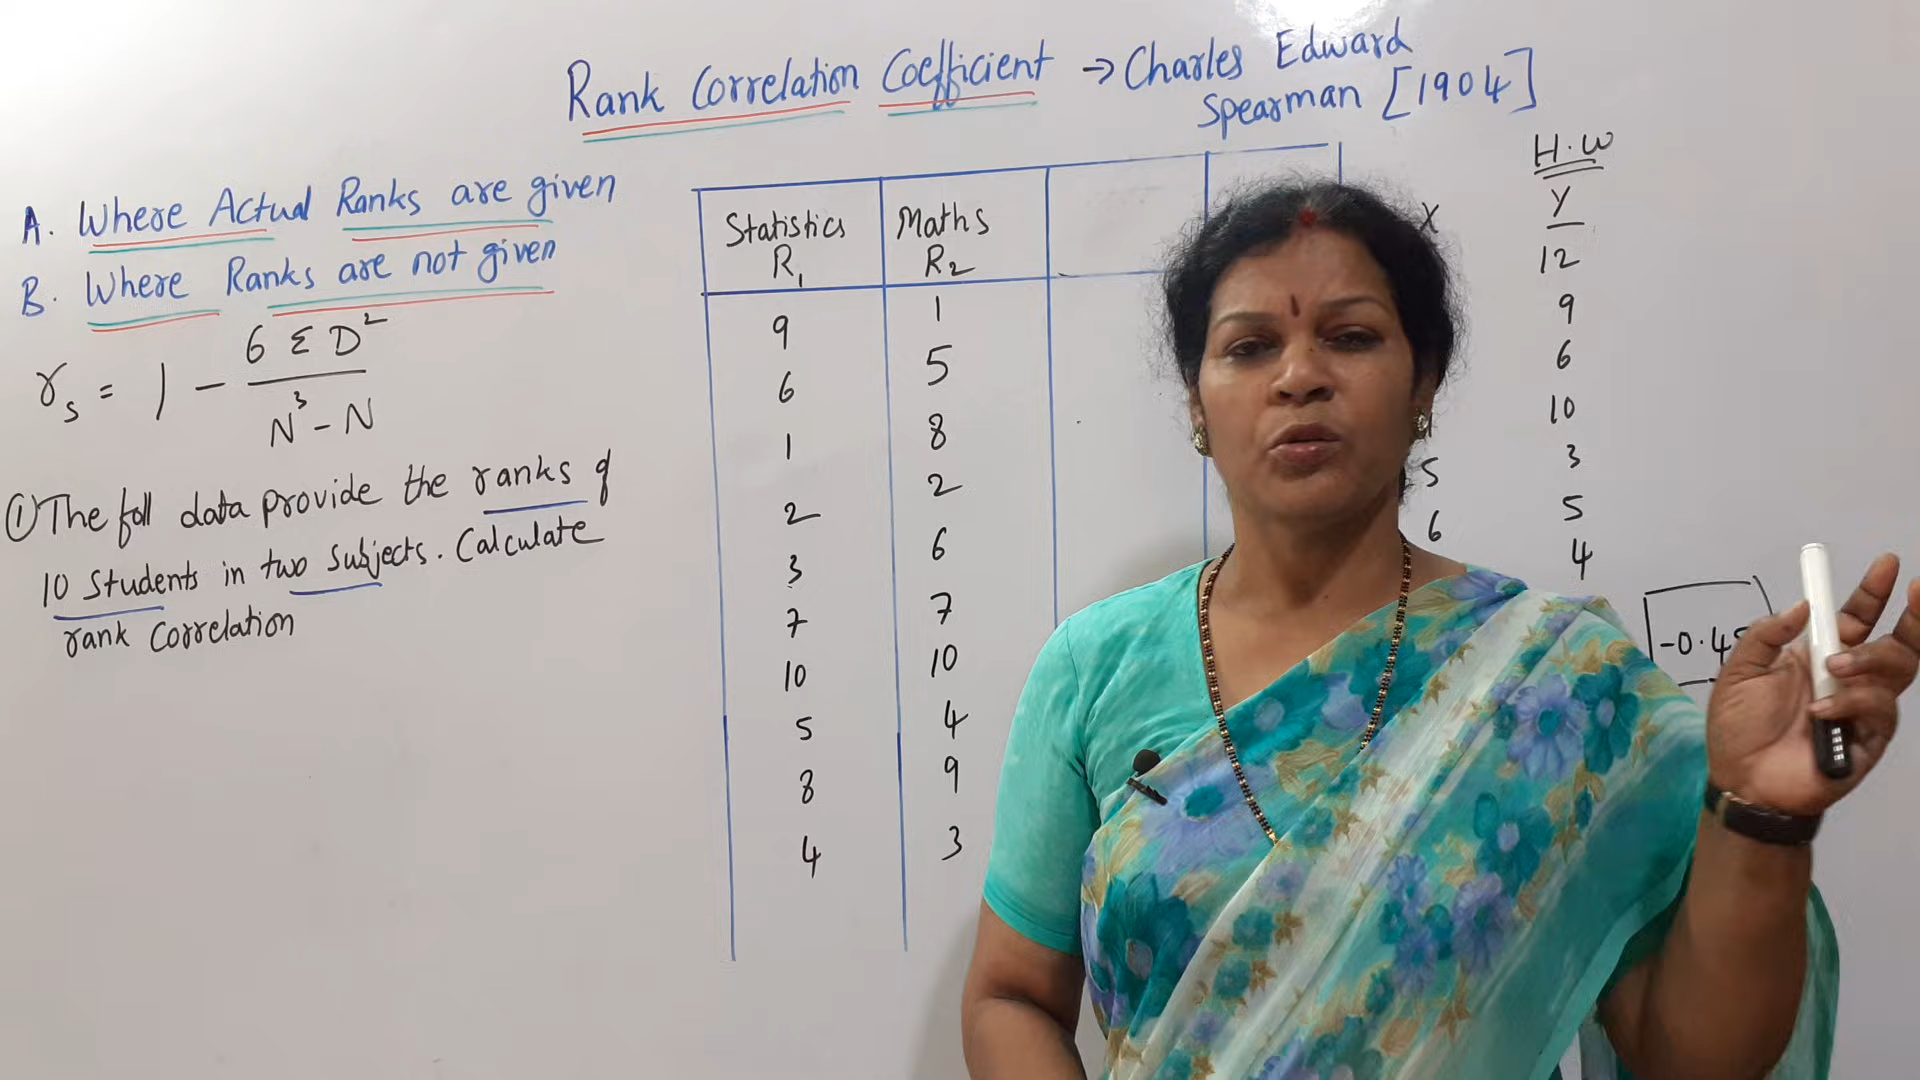 Rank Correlation Coefficient → Charles Edward
Spearman [1904]
A. Where Actual Ranks are given
B. Where Ranks are not given
r_s = 1 - 6 Σ D² / N³ - N
① The foll data provide the ranks of
10 Students in two Subjects. Calculate
rank Correlation
Statistics Maths
R₁ R₂
9 1
6 5
1 8
2 2
3 6
7 7
10 10
5 4
8 9
4 3
H.W
X Y
12
9
6
10
3
5 5
6 4